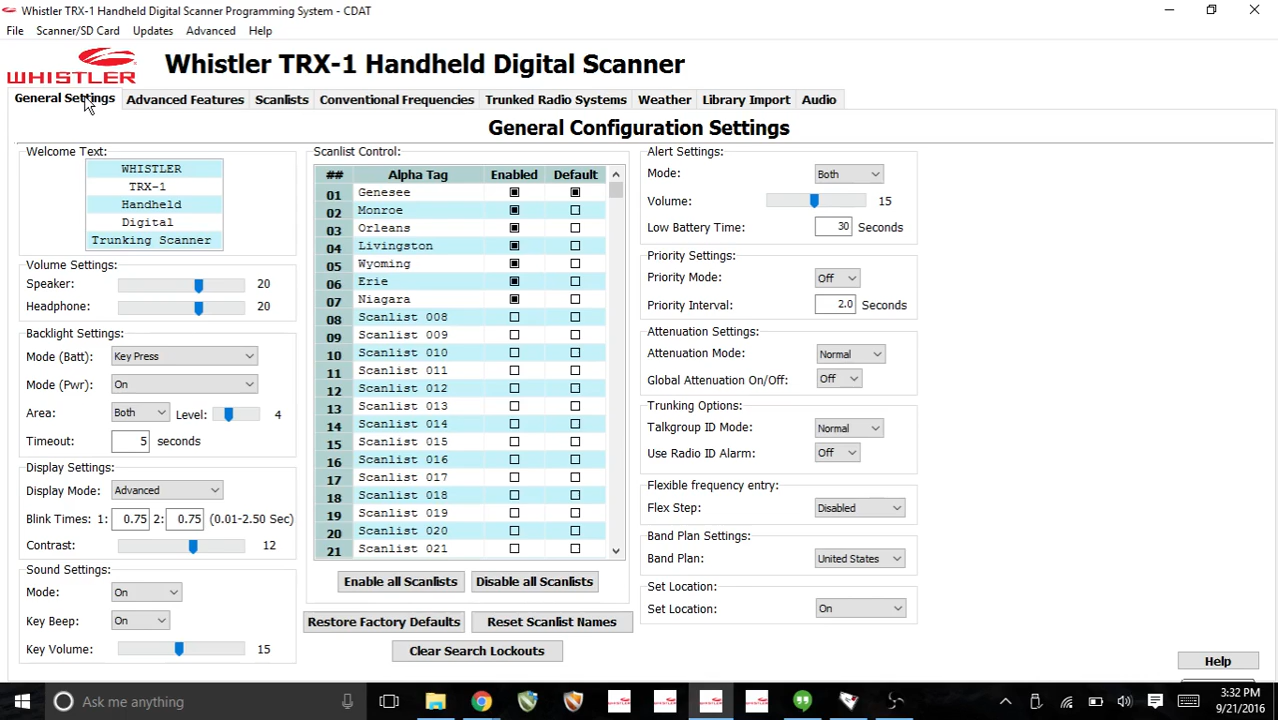 Whistler TRX-1 Handheld Digital Scanner Programming System - CDAT
File Scanner/SD Card Updates Advanced Help
WHISTLER
Whistler TRX-1 Handheld Digital Scanner
General Settings Advanced Features Scanlists Conventional Frequencies Trunked Radio Systems Weather Library Import Audio
General Configuration Settings
Welcome Text:
WHISTLER
TRX-1
Handheld
Digital
Trunking Scanner
Volume Settings:
Speaker: 20
Headphone: 20
Backlight Settings:
Mode (Batt): Key Press
Mode (Pwr): On
Area: Both Level: 4
Timeout: 5 seconds
Display Settings:
Display Mode: Advanced
Blink Times: 1: 0.75 2: 0.75 (0.01-2.50 Sec)
Contrast: 12
Sound Settings:
Mode: On
Key Beep: On
Key Volume: 15
Scanlist Control:
## Alpha Tag Enabled Default
01 Genesee
02 Monroe
03 Orleans
04 Livingston
05 Wyoming
06 Erie
07 Niagara
08 Scanlist 008
09 Scanlist 009
10 Scanlist 010
11 Scanlist 011
12 Scanlist 012
13 Scanlist 013
14 Scanlist 014
15 Scanlist 015
16 Scanlist 016
17 Scanlist 017
18 Scanlist 018
19 Scanlist 019
20 Scanlist 020
21 Scanlist 021
Enable all Scanlists Disable all Scanlists
Restore Factory Defaults Reset Scanlist Names
Clear Search Lockouts
Alert Settings:
Mode: Both
Volume: 15
Low Battery Time: 30 Seconds
Priority Settings:
Priority Mode: Off
Priority Interval: 2.0 Seconds
Attenuation Settings:
Attenuation Mode: Normal
Global Attenuation On/Off: Off
Trunking Options:
Talkgroup ID Mode: Normal
Use Radio ID Alarm: Off
Flexible frequency entry:
Flex Step: Disabled
Band Plan Settings:
Band Plan: United States
Set Location:
Set Location: On
Help
Ask me anything
3:32 PM
9/21/2016